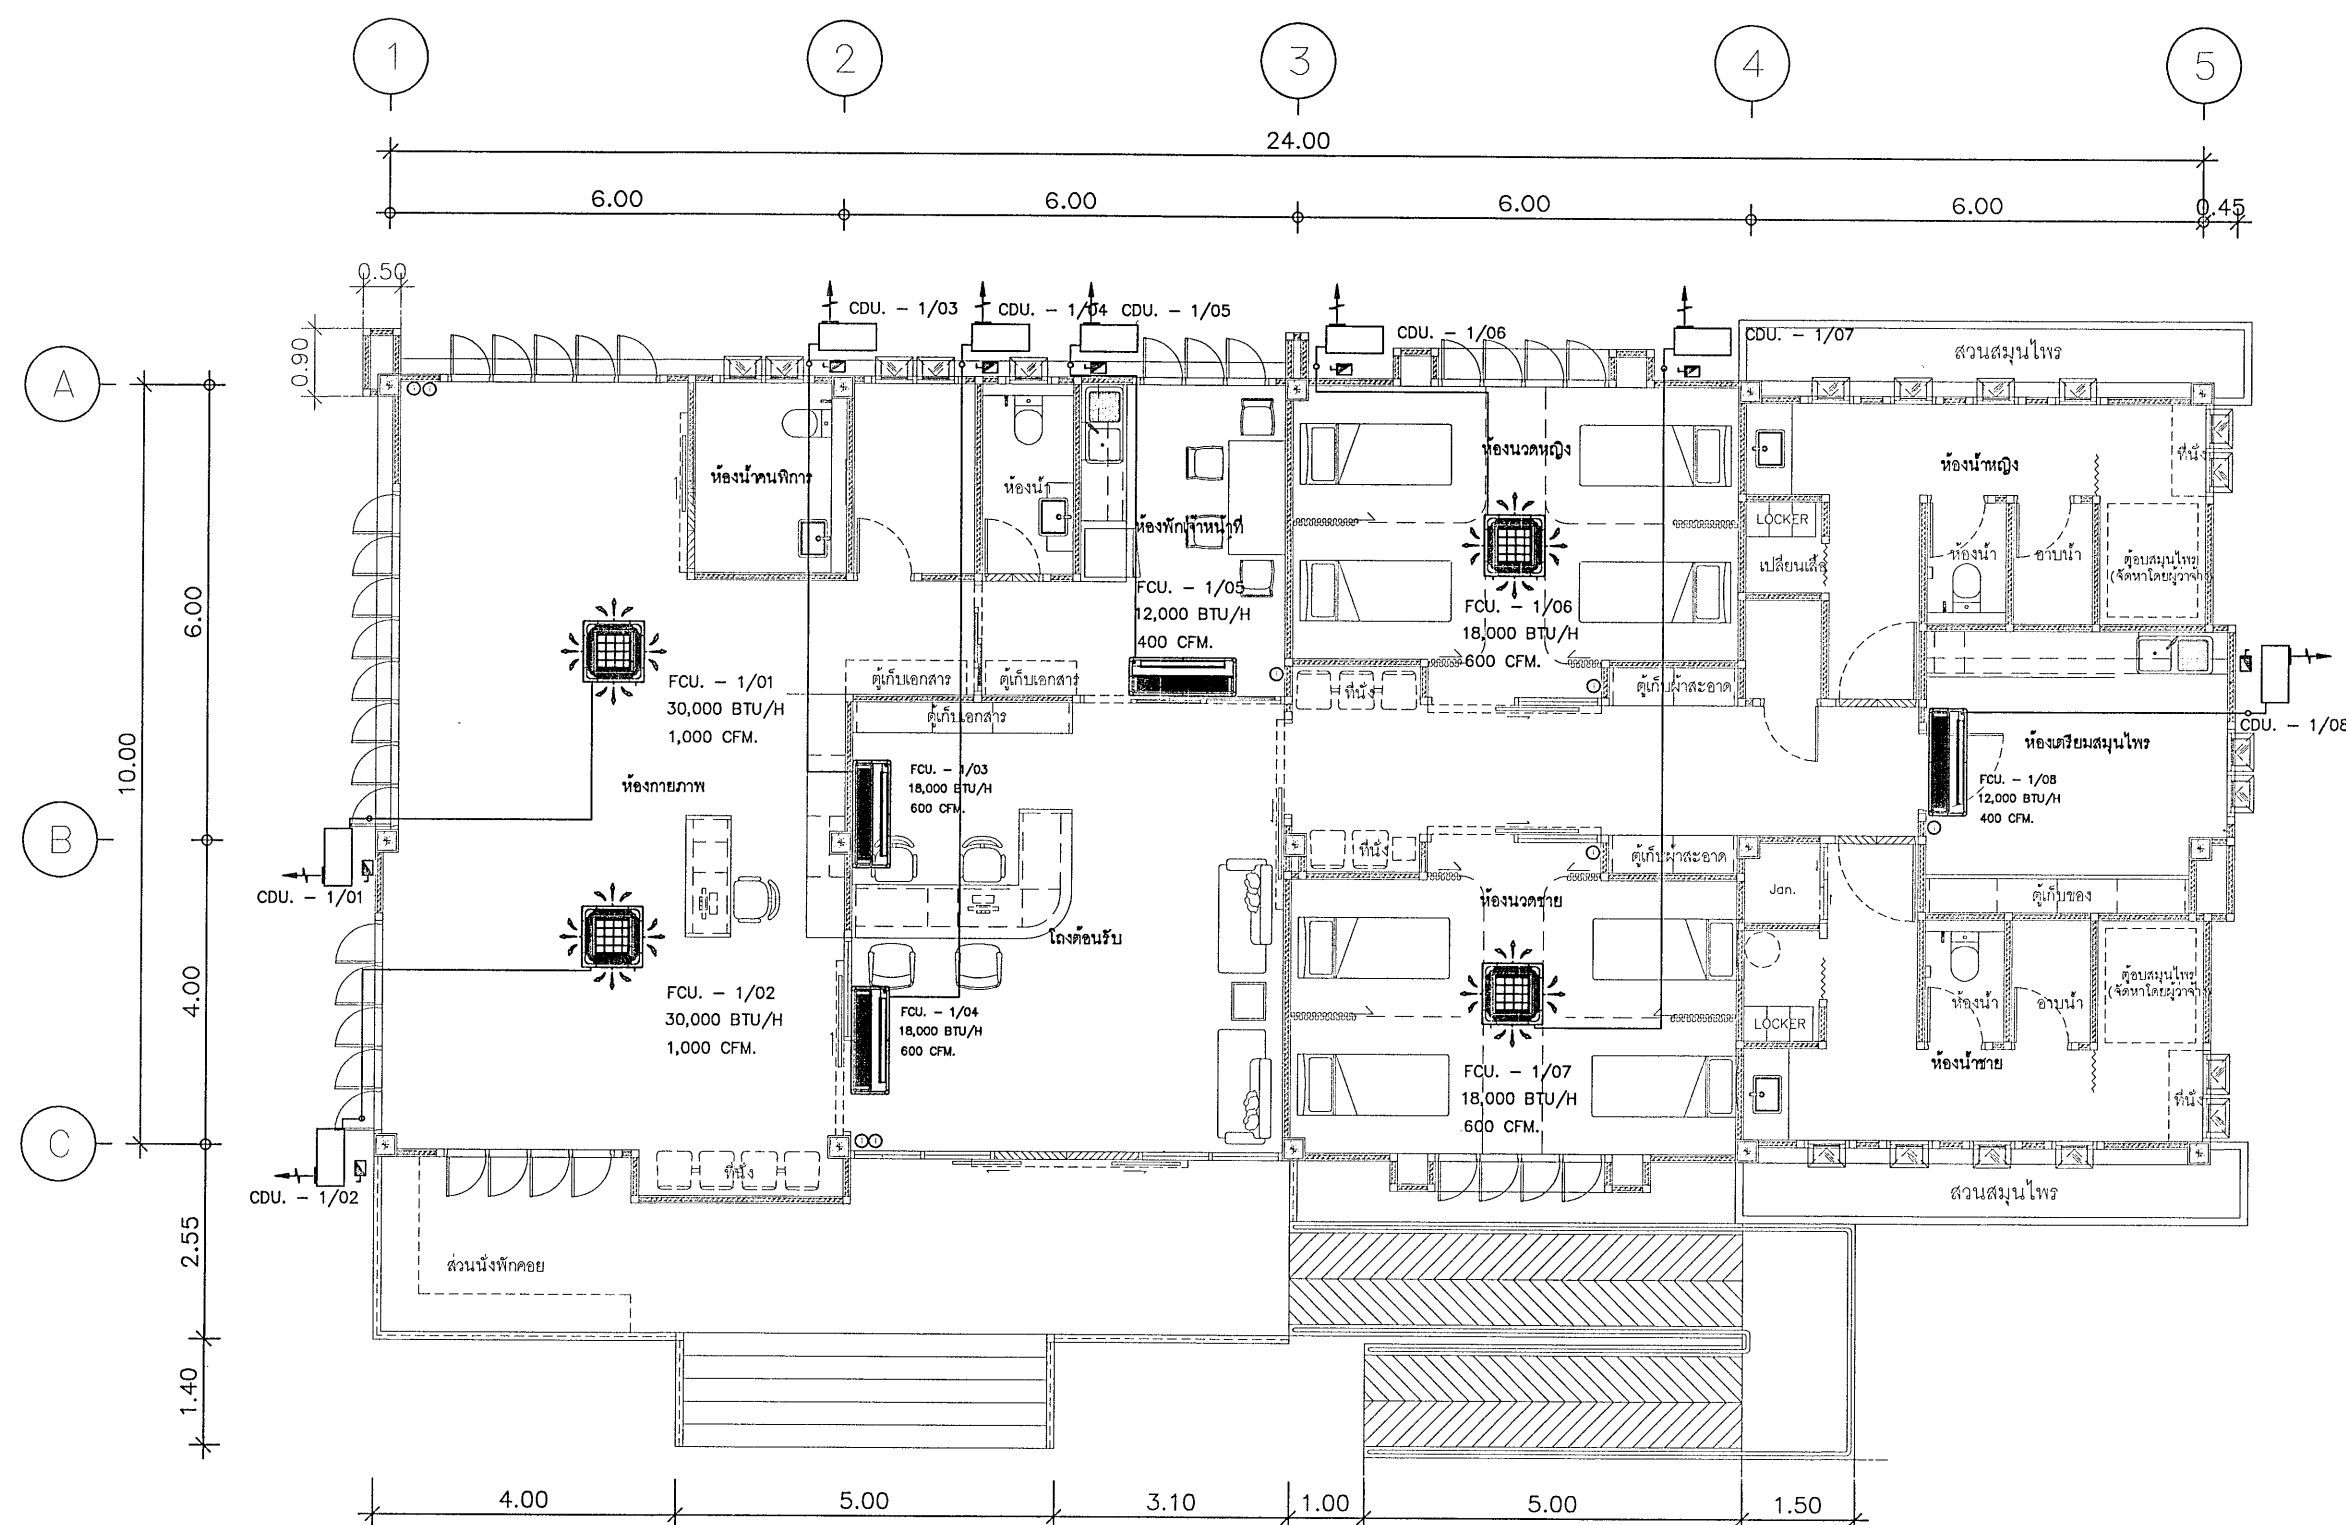 1
2
3
4
5
24.00
6.00
6.00
6.00
6.00
0.45
0.50
0.90
CDU. - 1/03
CDU. - 1/04
CDU. - 1/05
CDU. - 1/06
CDU. - 1/07
สวนสมุนไพร
A
ห้องน้ำคนพิการ
ห้องน้ำ
ห้องพักเจ้าหน้าที่
ห้องนวดหญิง
ห้องน้ำหญิง
ที่นั่ง
LOCKER
เปลี่ยนเสื้อ
ห้องน้ำ
อาบน้ำ
ตู้อบสมุนไพร
(จัดหาโดยผู้ว่าจ้าง)
FCU. - 1/05
12,000 BTU/H
400 CFM.
FCU. - 1/06
18,000 BTU/H
600 CFM.
6.00
10.00
FCU. - 1/01
30,000 BTU/H
1,000 CFM.
ตู้เก็บเอกสาร
ตู้เก็บเอกสาร
ตู้เก็บเอกสาร
ที่นั่ง
ตู้เก็บผ้าสะอาด
CDU. - 1/08
ห้องเตรียมสมุนไพร
FCU. - 1/08
12,000 BTU/H
400 CFM.
ห้องกายภาพ
FCU. - 1/03
18,000 BTU/H
600 CFM.
B
ที่นั่ง
ตู้เก็บผ้าสะอาด
CDU. - 1/01
Jan.
ตู้เก็บของ
ห้องนวดชาย
โถงต้อนรับ
4.00
FCU. - 1/02
30,000 BTU/H
1,000 CFM.
FCU. - 1/04
18,000 BTU/H
600 CFM.
LOCKER
ห้องน้ำ
อาบน้ำ
ตู้อบสมุนไพร
(จัดหาโดยผู้ว่าจ้าง)
ห้องน้ำชาย
ที่นั่ง
FCU. - 1/07
18,000 BTU/H
600 CFM.
C
CDU. - 1/02
ที่นั่ง
สวนสมุนไพร
2.55
ส่วนนั่งพักคอย
1.40
4.00
5.00
3.10
1.00
5.00
1.50